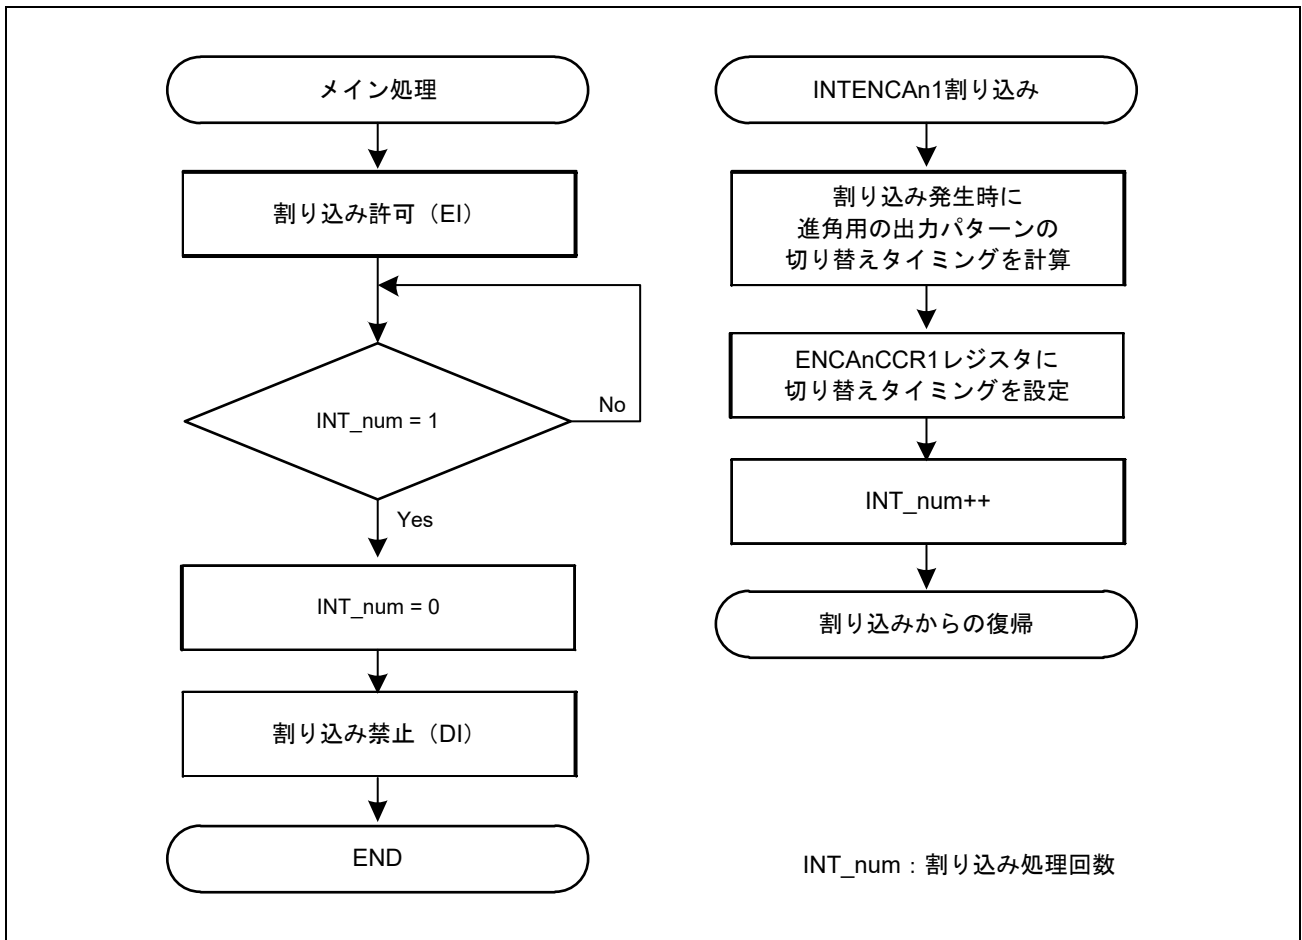 メイン処理
割り込み許可（EI）
INT_num = 1
No
Yes
INT_num = 0
割り込み禁止（DI）
END
INTENCAn1割り込み
割り込み発生時に
進角用の出力パターンの
切り替えタイミングを計算
ENCAnCCR1レジスタに
切り替えタイミングを設定
INT_num++
割り込みからの復帰
INT_num：割り込み処理回数